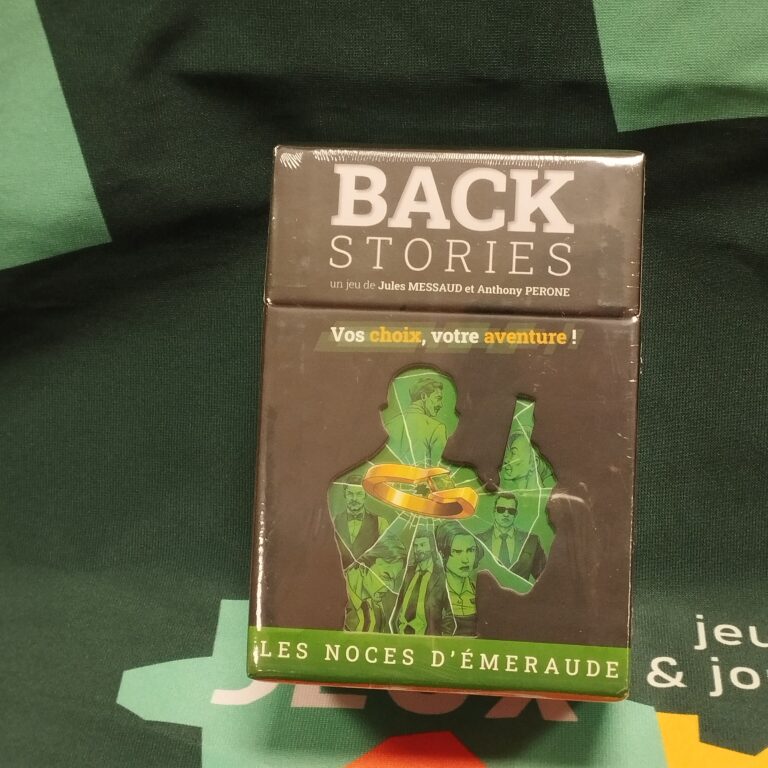 BACK
STORIES
un jeu de Jules MESSAUD et Anthony PERONE
Vos choix, votre aventure !
LES NOCES D'ÉMERAUDE
jeu
& jo
JEUX